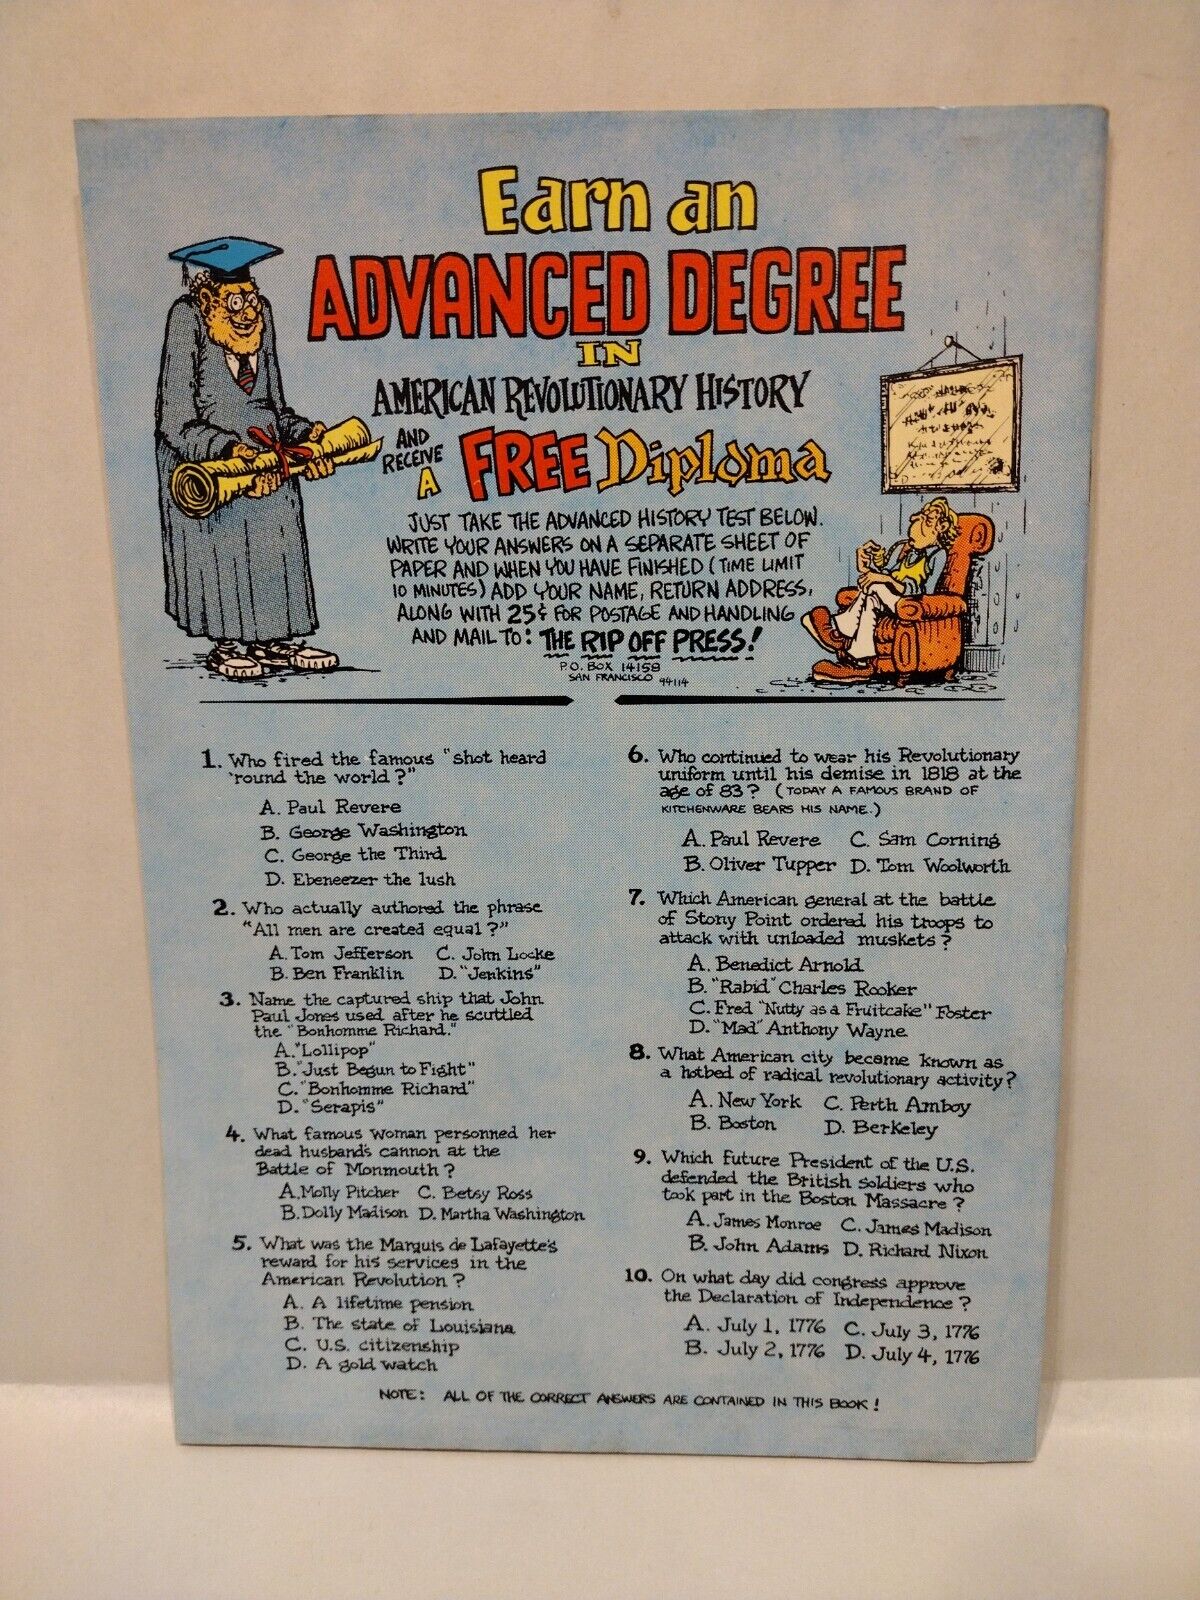 Earn an
ADVANCED DEGREE
IN
AMERICAN REVOLUTIONARY HISTORY
AND
RECEIVE
A FREE Diploma
JUST TAKE THE ADVANCED HISTORY TEST BELOW.
WRITE YOUR ANSWERS ON A SEPARATE SHEET OF
PAPER AND WHEN YOU HAVE FINISHED (TIME LIMIT
10 MINUTES) ADD YOUR NAME, RETURN ADDRESS,
ALONG WITH 25¢ FOR POSTAGE AND HANDLING
AND MAIL TO: THE RIP OFF PRESS!
P.O. BOX 14158
SAN FRANCISCO 94114
1. Who fired the famous "shot heard
'round the world?"
A. Paul Revere
B. George Washington
C. George the Third
D. Ebeneezer the lush
2. Who actually authored the phrase
"All men are created equal?"
A. Tom Jefferson C. John Locke
B. Ben Franklin D. "Jenkins"
3. Name the captured ship that John
Paul Jones used after he scuttled
the "Bonhomme Richard."
A. "Lollipop"
B. "Just Begun to Fight"
C. "Bonhomme Richard"
D. "Serapis"
4. What famous woman personned her
dead husband's cannon at the
Battle of Monmouth?
A. Molly Pitcher C. Betsy Ross
B. Dolly Madison D. Martha Washington
5. What was the Marquis de Lafayette's
reward for his services in the
American Revolution?
A. A lifetime pension
B. The state of Louisiana
C. U.S. citizenship
D. A gold watch
6. Who continued to wear his Revolutionary
uniform until his demise in 1818 at the
age of 83? (TODAY A FAMOUS BRAND OF
KITCHENWARE BEARS HIS NAME.)
A. Paul Revere C. Sam Corning
B. Oliver Tupper D. Tom Woolworth
7. Which American general at the battle
of Stony Point ordered his troops to
attack with unloaded muskets?
A. Benedict Arnold
B. "Rabid" Charles Rooker
C. Fred "Nutty as a Fruitcake" Foster
D. "Mad" Anthony Wayne
8. What American city became known as
a hotbed of radical revolutionary activity?
A. New York C. Perth Amboy
B. Boston D. Berkeley
9. Which future President of the U.S.
defended the British soldiers who
took part in the Boston Massacre?
A. James Monroe C. James Madison
B. John Adams D. Richard Nixon
10. On what day did congress approve
the Declaration of Independence?
A. July 1, 1776 C. July 3, 1776
B. July 2, 1776 D. July 4, 1776
NOTE: ALL OF THE CORRECT ANSWERS ARE CONTAINED IN THIS BOOK!